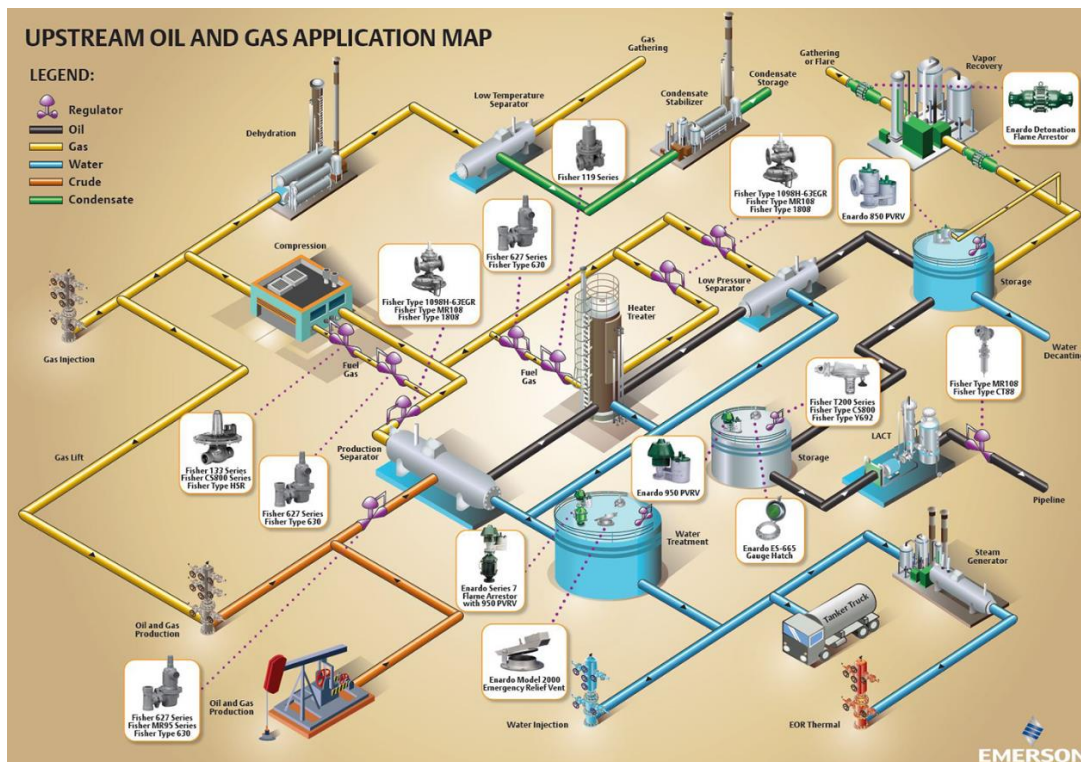 UPSTREAM OIL AND GAS APPLICATION MAP
LEGEND:
Regulator
Oil
Gas
Water
Crude
Condensate
Gas
Gathering
Condensate
Storage
Gathering
or Flare
Vapor
Recovery
Enardo Detonation
Flame Arrestor
Dehydration
Low Temperature
Separator
Condensate
Stabilizer
Fisher 119 Series
Fisher Type 1098H-63EGR
Fisher Type MR108
Fisher Type 1808
Enardo 850 PVRV
Fisher 627 Series
Fisher Type 630
Compression
Fisher Type 1098H-63EGR
Fisher Type MR108
Fisher Type 1808
Low Pressure
Separator
Storage
Heater
Treater
Gas Injection
Fuel
Gas
Fuel
Gas
Water
Decanting
Fisher Type MR108
Fisher Type CT88
Fisher T200 Series
Fisher Type CS800
Fisher Type Y692
LACT
Gas Lift
Fisher 133 Series
Fisher CS800 Series
Fisher Type HSR
Production
Separator
Storage
Pipeline
Fisher 627 Series
Fisher Type 630
Enardo 950 PVRV
Water
Treatment
Enardo ES-665
Gauge Hatch
Steam
Generator
Enardo Series 7
Flame Arrestor
with 950 PVRV
Tanker Truck
Oil and Gas
Production
Enardo Model 2000
Emergency Relief Vent
Fisher 627 Series
Fisher MR95 Series
Fisher Type 630
Oil and Gas
Production
Water Injection
EOR Thermal
EMERSON